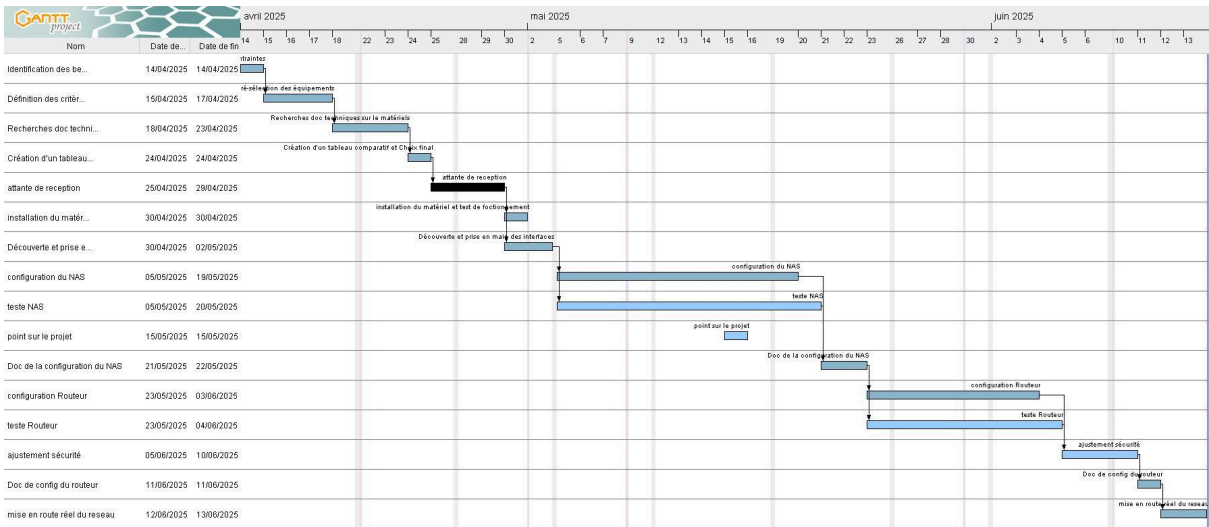 GANTT
project
avril 2025
mai 2025
juin 2025
Nom Date de... Date de fin
14 15 16 17 18 22 23 24 25 28 29 30 2 5 6 7 9 12 13 14 15 16 19 20 21 22 23 26 27 28 30 2 3 4 5 6 10 11 12 13
Identification des be... 14/04/2025 14/04/2025 ntraintes
Définition des critèr... 15/04/2025 17/04/2025 ré-sélection des équipements
Recherches doc techni... 18/04/2025 23/04/2025 Recherches doc techniques sur le matériels
Création d'un tableau... 24/04/2025 24/04/2025 Création d'un tableau comparatif et Choix final
attante de reception 25/04/2025 29/04/2025 attante de reception
installation du matér... 30/04/2025 30/04/2025 installation du matériel et test de foctionnement
Découverte et prise e... 30/04/2025 02/05/2025 Découverte et prise en main des interfaces
configuration du NAS 05/05/2025 19/05/2025 configuration du NAS
teste NAS 05/05/2025 20/05/2025 teste NAS
point sur le projet 15/05/2025 15/05/2025 point sur le projet
Doc de la configuration du NAS 21/05/2025 22/05/2025 Doc de la configuration du NAS
configuration Routeur 23/05/2025 03/06/2025 configuration Routeur
teste Routeur 23/05/2025 04/06/2025 teste Routeur
ajustement sécurité 05/06/2025 10/06/2025 ajustement sécurité
Doc de config du routeur 11/06/2025 11/06/2025 Doc de config du routeur
mise en route réel du reseau 12/06/2025 13/06/2025 mise en route réel du reseau